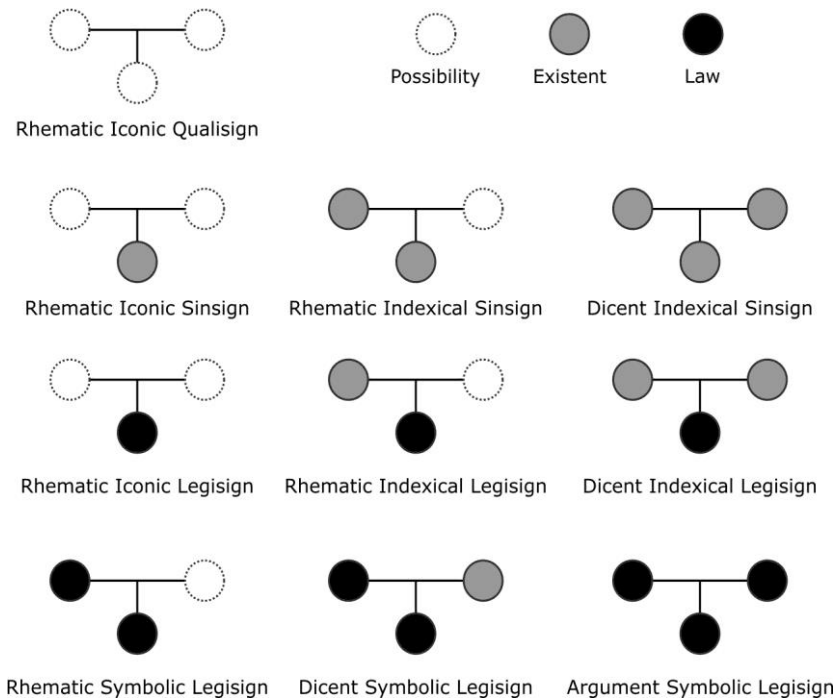 Possibility Existent Law
Rhematic Iconic Qualisign
Rhematic Iconic Sinsign Rhematic Indexical Sinsign Dicent Indexical Sinsign
Rhematic Iconic Legisign Rhematic Indexical Legisign Dicent Indexical Legisign
Rhematic Symbolic Legisign Dicent Symbolic Legisign Argument Symbolic Legisign